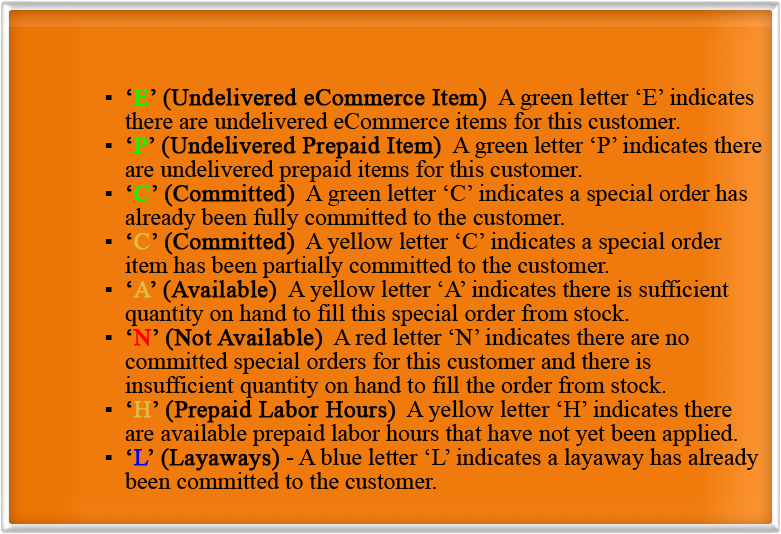 ▪ ‘E’ (Undelivered eCommerce Item)  A green letter ‘E’ indicates
there are undelivered eCommerce items for this customer.
▪ ‘P’ (Undelivered Prepaid Item)  A green letter ‘P’ indicates there
are undelivered prepaid items for this customer.
▪ ‘C’ (Committed)  A green letter ‘C’ indicates a special order has
already been fully committed to the customer.
▪ ‘C’ (Committed)  A yellow letter ‘C’ indicates a special order
item has been partially committed to the customer.
▪ ‘A’ (Available)  A yellow letter ‘A’ indicates there is sufficient
quantity on hand to fill this special order from stock.
▪ ‘N’ (Not Available)  A red letter ‘N’ indicates there are no
committed special orders for this customer and there is
insufficient quantity on hand to fill the order from stock.
▪ ‘H’ (Prepaid Labor Hours)  A yellow letter ‘H’ indicates there
are available prepaid labor hours that have not yet been applied.
▪ ‘L’ (Layaways) - A blue letter ‘L’ indicates a layaway has already
been committed to the customer.